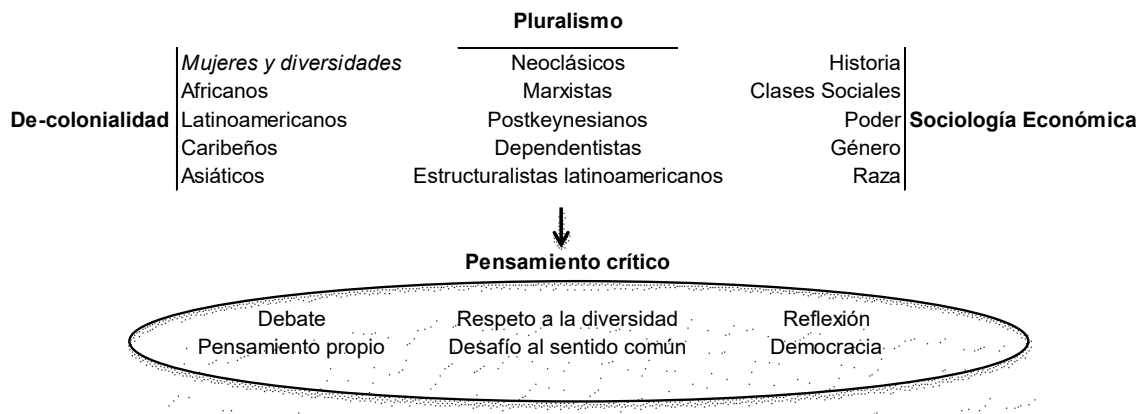 Pluralismo
Mujeres y diversidades Neoclásicos Historia
Africanos Marxistas Clases Sociales
De-colonialidad Latinoamericanos Postkeynesianos Poder Sociología Económica
Caribeños Dependentistas Género
Asiáticos Estructuralistas latinoamericanos Raza
Pensamiento crítico
Debate Respeto a la diversidad Reflexión
Pensamiento propio Desafío al sentido común Democracia